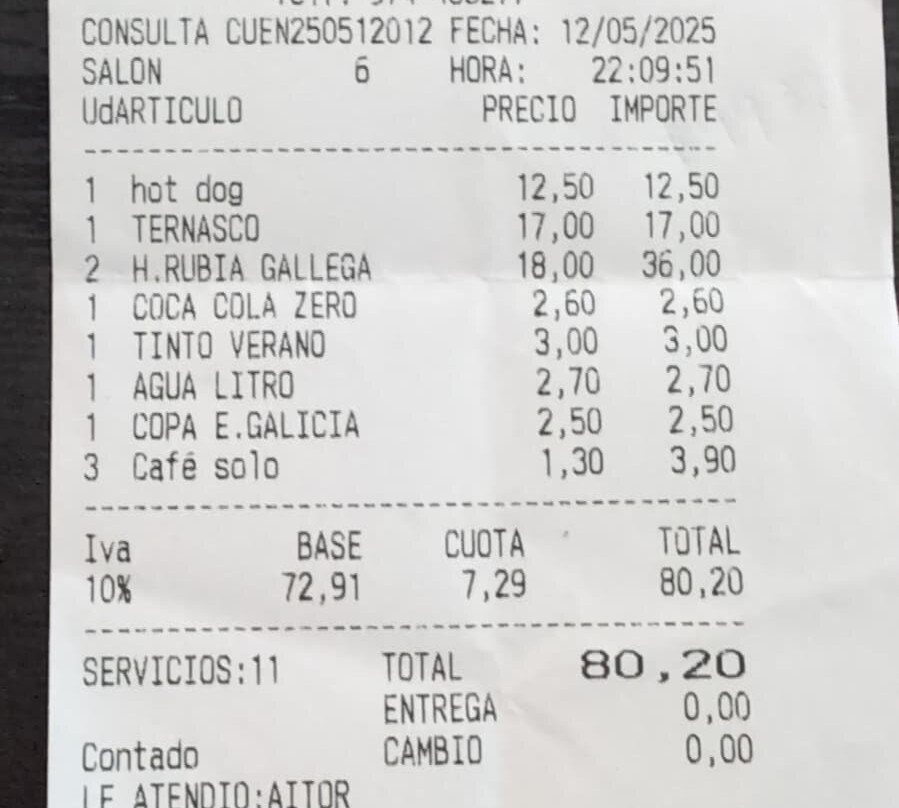 CONSULTA CUEN250512012 FECHA: 12/05/2025
SALON 6 HORA: 22:09:51
UdARTICULO PRECIO IMPORTE
1 hot dog 12,50 12,50
1 TERNASCO 17,00 17,00
2 H.RUBIA GALLEGA 18,00 36,00
1 COCA COLA ZERO 2,60 2,60
1 TINTO VERANO 3,00 3,00
1 AGUA LITRO 2,70 2,70
1 COPA E.GALICIA 2,50 2,50
3 Café solo 1,30 3,90
Iva BASE CUOTA TOTAL
10% 72,91 7,29 80,20
SERVICIOS:11 TOTAL 80,20
ENTREGA 0,00
Contado CAMBIO 0,00
LE ATENDIO:AITOR